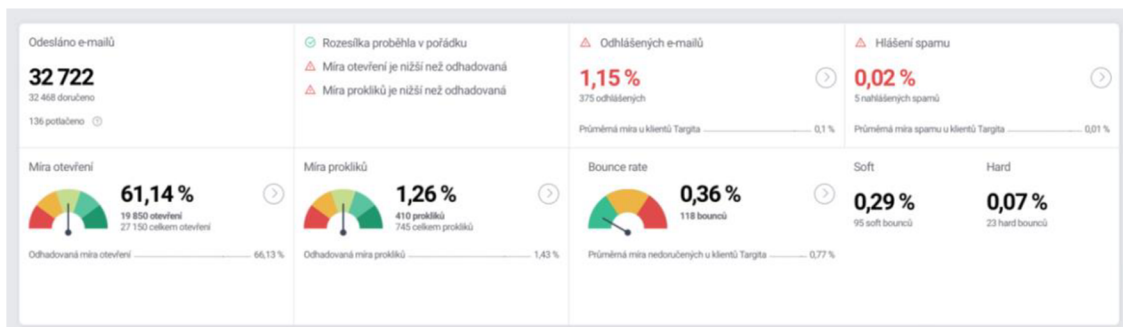 Odesláno e-mailů
32 722
32 468 doručeno
136 potlačeno
Rozesílka proběhla v pořádku
Míra otevření je nižší než odhadovaná
Míra prokliků je nižší než odhadovaná
Odhlášených e-mailů
1,15 %
375 odhlášených
Průměrná míra u klientů Targita 0,1 %
Hlášení spamu
0,02 %
5 nahlášených spamů
Průměrná míra spamu u klientů Targita 0,01 %
Míra otevření
61,14 %
19 850 otevření
27 150 celkem otevření
Odhadovaná míra otevření 66,13 %
Míra prokliků
1,26 %
410 prokliků
745 celkem prokliků
Odhadovaná míra prokliků 1,43 %
Bounce rate
0,36 %
118 bounců
Průměrná míra nedoručených u klientů Targita 0,77 %
Soft
0,29 %
95 soft bounců
Hard
0,07 %
23 hard bounců